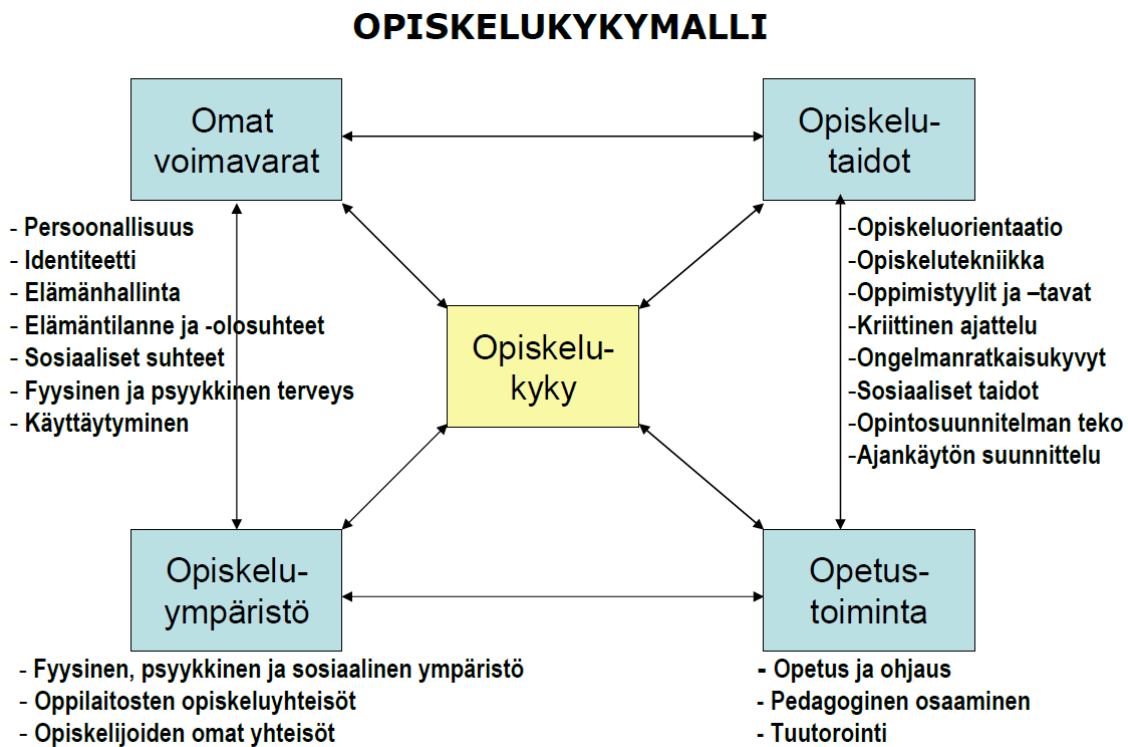 OPISKELUKYKYMALLI
Omat
voimavarat
- Persoonallisuus
- Identiteetti
- Elämänhallinta
- Elämäntilanne ja -olosuhteet
- Sosiaaliset suhteet
- Fyysinen ja psyykkinen terveys
- Käyttäytyminen
Opiskelu-
taidot
-Opiskeluorientaatio
-Opiskelutekniikka
-Oppimistyylit ja –tavat
-Kriittinen ajattelu
-Ongelmanratkaisukyvyt
-Sosiaaliset taidot
-Opintosuunnitelman teko
-Ajankäytön suunnittelu
Opiskelu-
kyky
Opiskelu-
ympäristö
- Fyysinen, psyykkinen ja sosiaalinen ympäristö
- Oppilaitosten opiskeluyhteisöt
- Opiskelijoiden omat yhteisöt
Opetus-
toiminta
- Opetus ja ohjaus
- Pedagoginen osaaminen
- Tuutorointi